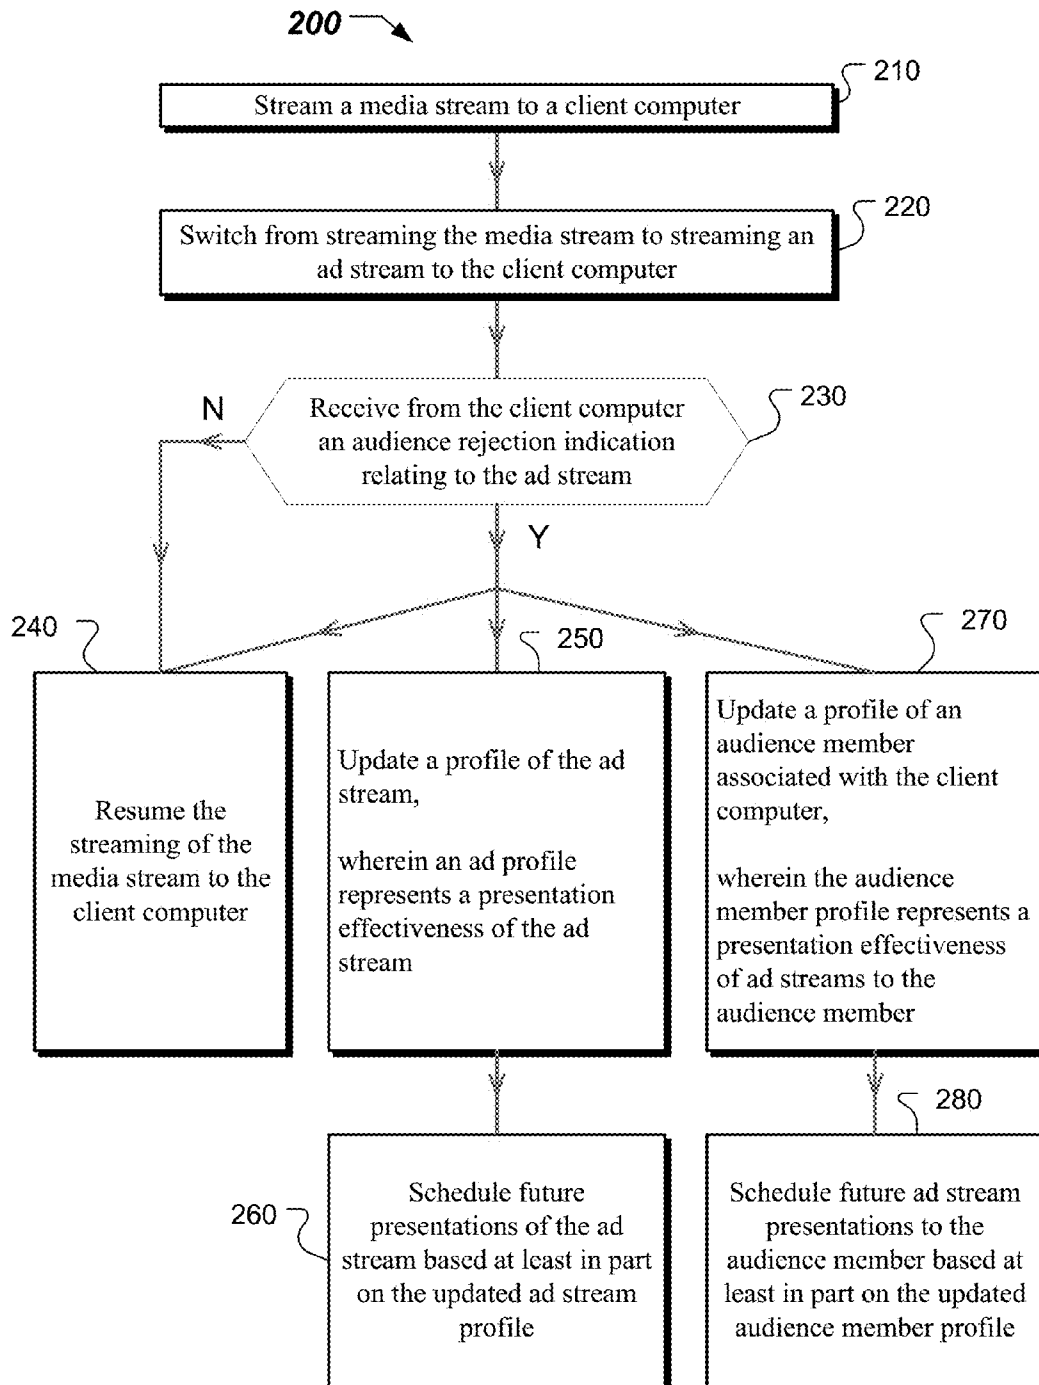 200
210
Stream a media stream to a client computer
220
Switch from streaming the media stream to streaming an
ad stream to the client computer
230
N
Receive from the client computer
an audience rejection indication
relating to the ad stream
Y
240
250
270
Resume the
streaming of the
media stream to the
client computer
Update a profile of the ad
stream,
wherein an ad profile
represents a presentation
effectiveness of the ad
stream
Update a profile of an
audience member
associated with the client
computer,
wherein the audience
member profile represents a
presentation effectiveness
of ad streams to the
audience member
260
Schedule future
presentations of the ad
stream based at least in part
on the updated ad stream
profile
280
Schedule future ad stream
presentations to the
audience member based at
least in part on the updated
audience member profile